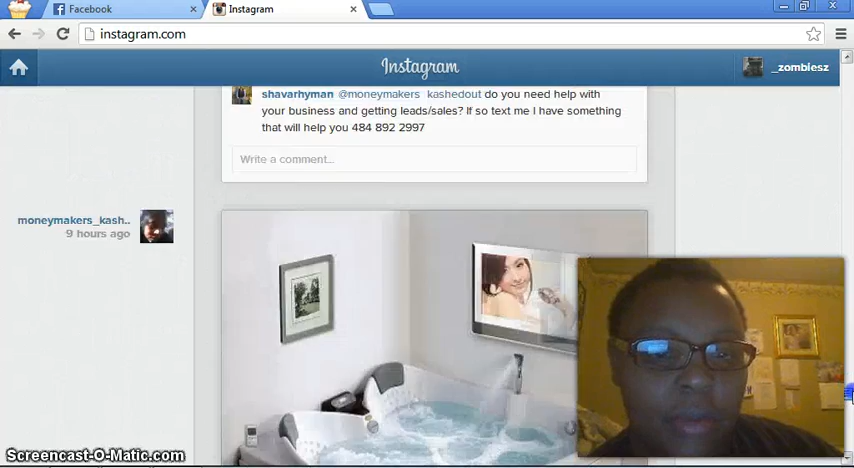 Facebook
Instagram
instagram.com
Instagram
_zombiesz
shavarhyman @moneymakers_kashedout do you need help with
your business and getting leads/sales? If so text me I have something
that will help you 484 892 2997
Write a comment...
moneymakers_kash..
9 hours ago
Screencast-O-Matic.com